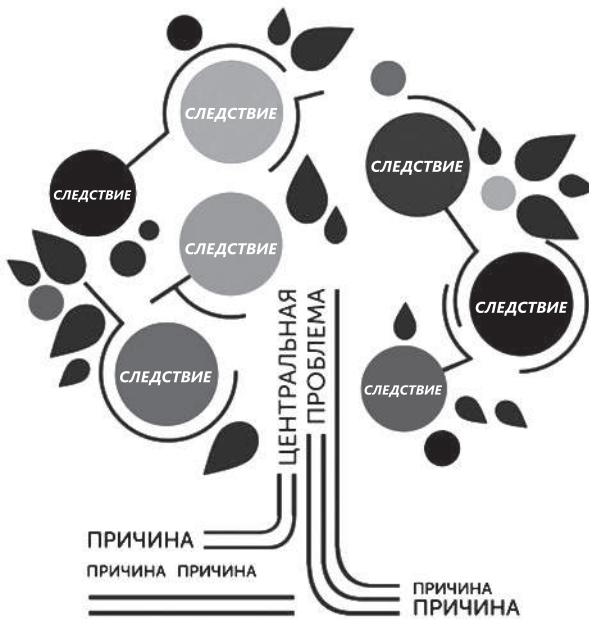 СЛЕДСТВИЕ
СЛЕДСТВИЕ
СЛЕДСТВИЕ
СЛЕДСТВИЕ
СЛЕДСТВИЕ
СЛЕДСТВИЕ
СЛЕДСТВИЕ
ЦЕНТРАЛЬНАЯ
ПРОБЛЕМА
ПРИЧИНА
ПРИЧИНА ПРИЧИНА
ПРИЧИНА
ПРИЧИНА